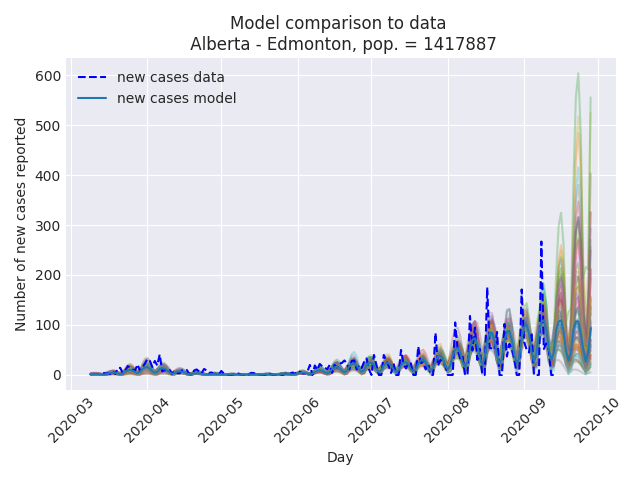 Model comparison to data
Alberta - Edmonton, pop. = 1417887
new cases data
new cases model
Number of new cases reported
600
500
400
300
200
100
0
2020-03
2020-04
2020-05
2020-06
2020-07
2020-08
2020-09
2020-10
Day